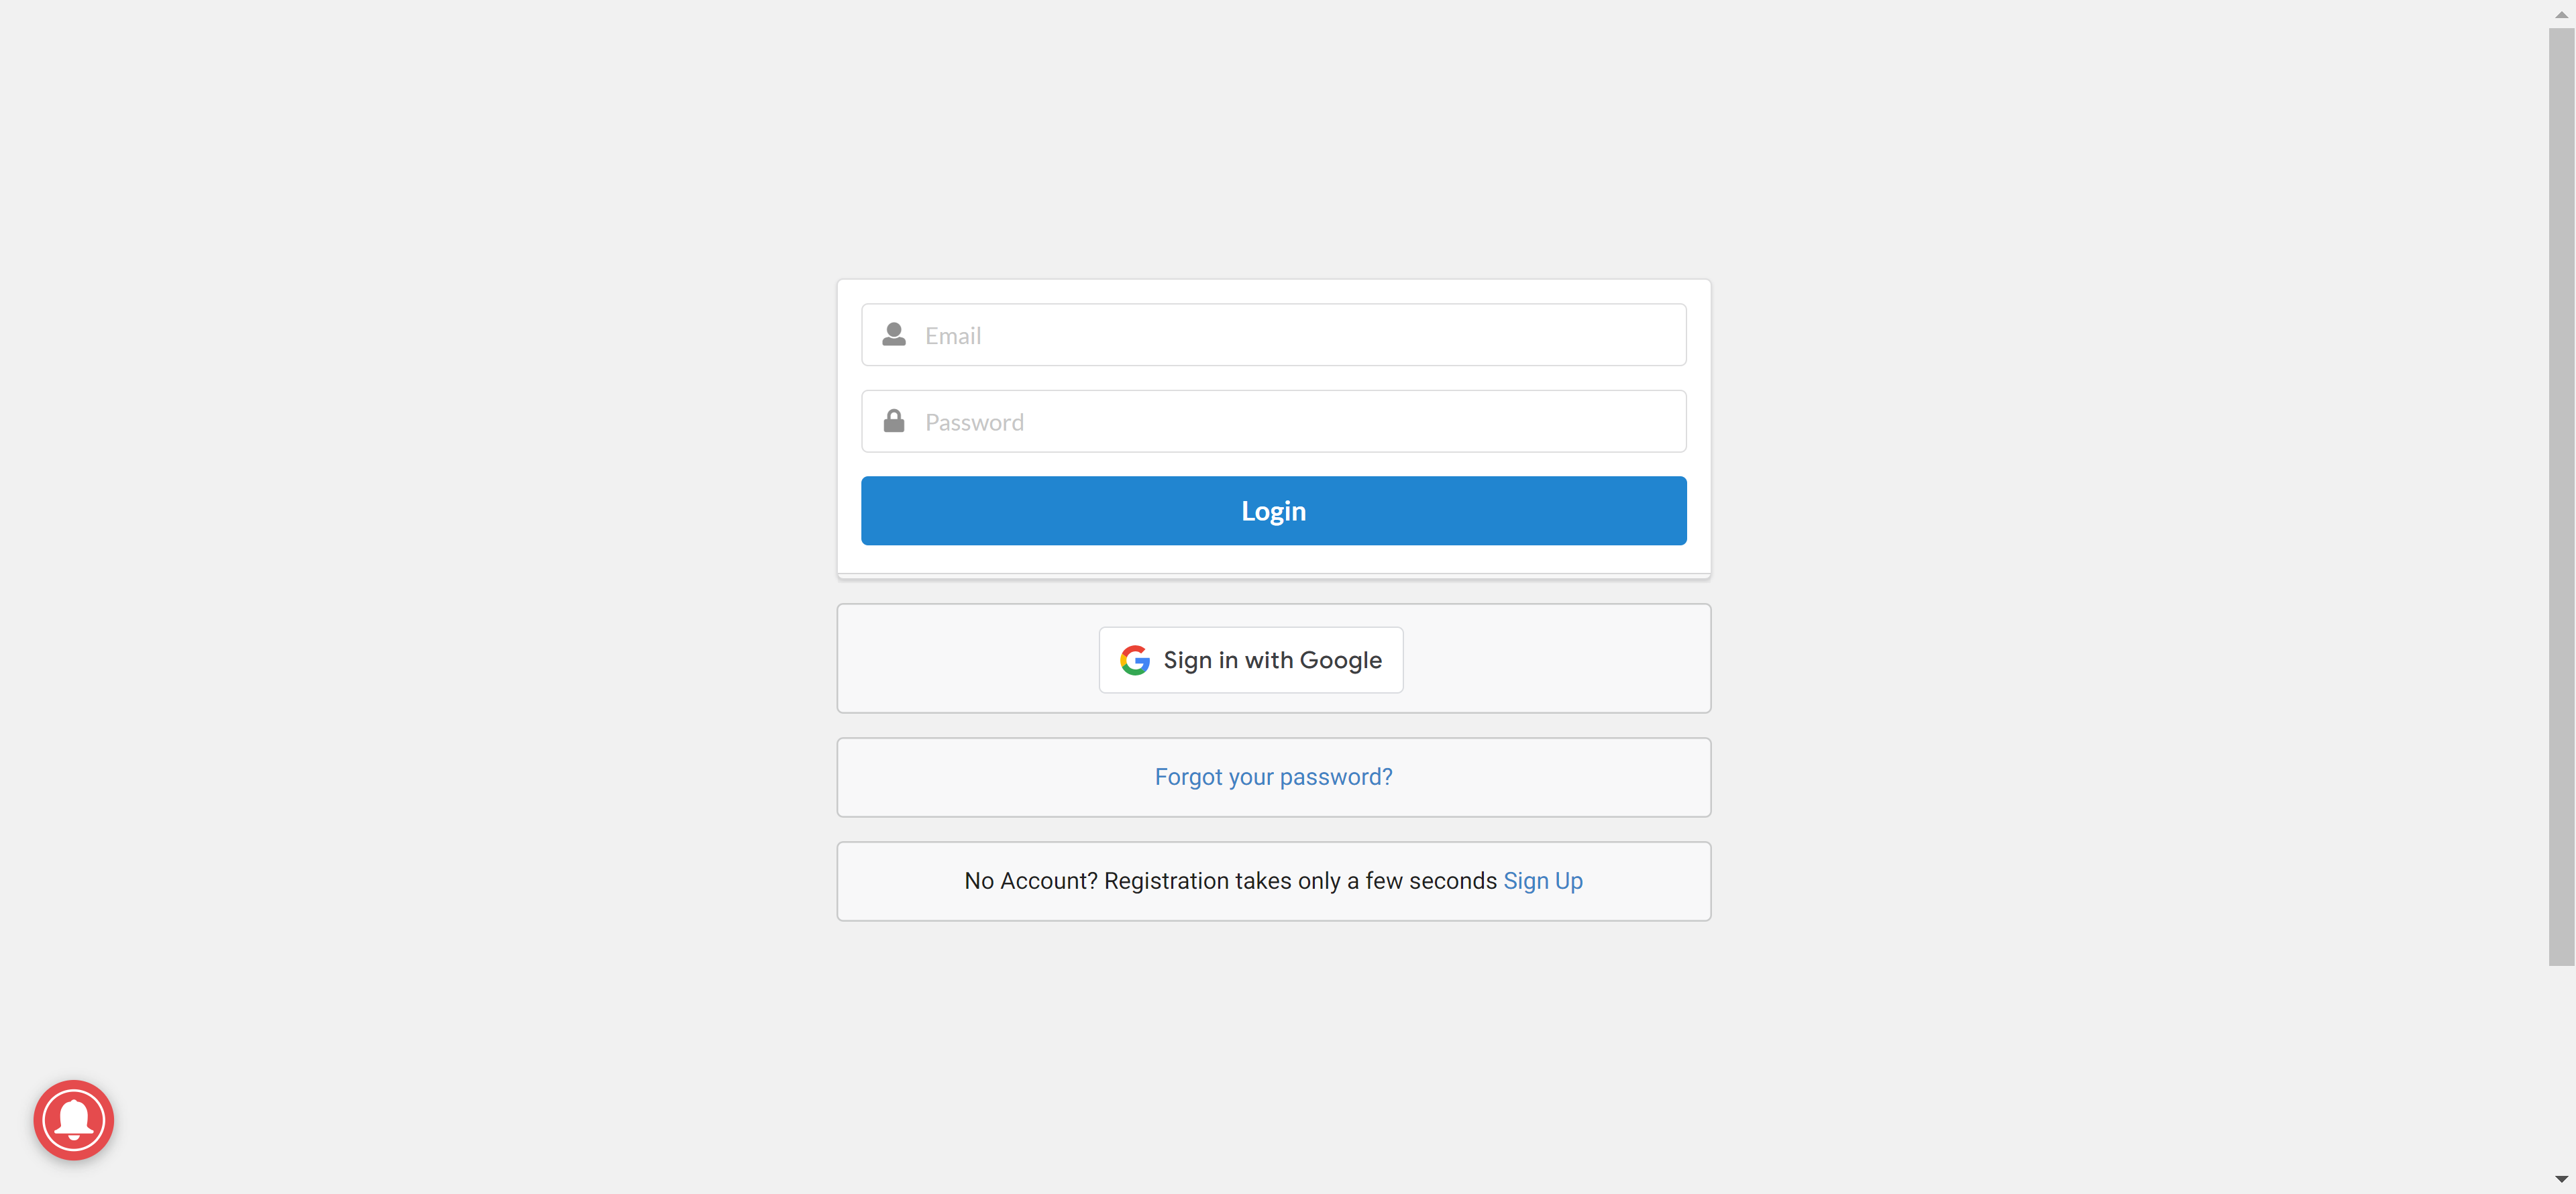 Email
Password
Login
Sign in with Google
Forgot your password?
No Account? Registration takes only a few seconds Sign Up